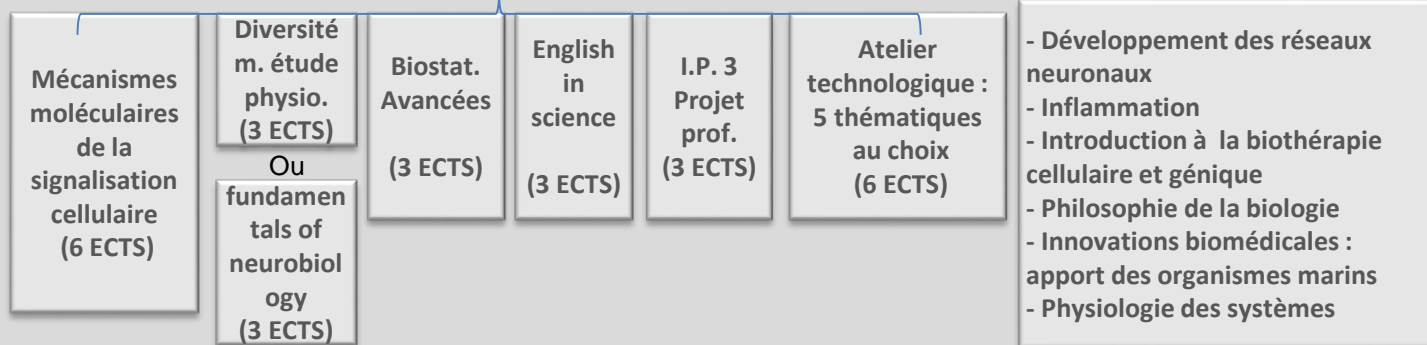 Mécanismes
moléculaires
de la
signalisation
cellulaire
(6 ECTS)
Diversité
m. étude
physio.
(3 ECTS)
Ou
fundamen
tals of
neurobiol
ogy
(3 ECTS)
Biostat.
Avancées
(3 ECTS)
English
in
science
(3 ECTS)
I.P. 3
Projet
prof.
(3 ECTS)
Atelier
technologique :
5 thématiques
au choix
(6 ECTS)
- Développement des réseaux
neuronaux
- Inflammation
- Introduction à la biothérapie
cellulaire et génique
- Philosophie de la biologie
- Innovations biomédicales :
apport des organismes marins
- Physiologie des systèmes